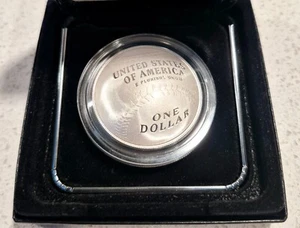 UNITED STATES
OF AMERICA
E PLURIBUS UNUM
ONE
DOLLAR